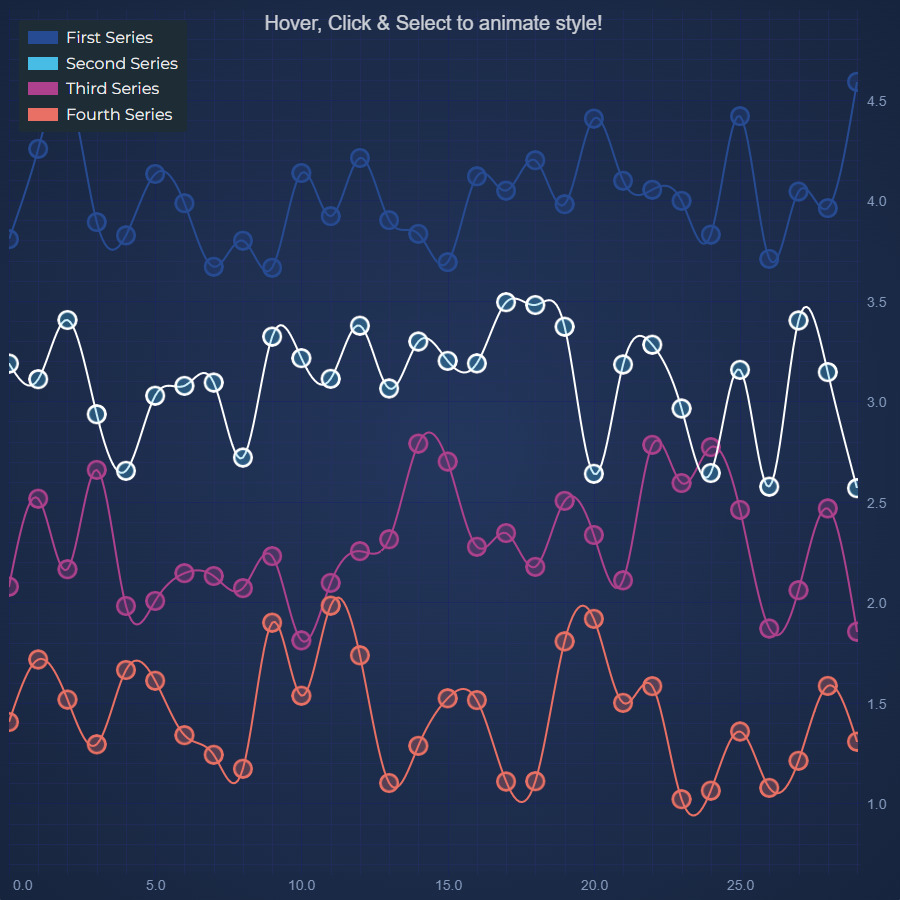 Hover, Click & Select to animate style!
First Series
Second Series
Third Series
Fourth Series
4.5
4.0
3.5
3.0
2.5
2.0
1.5
1.0
0.0 5.0 10.0 15.0 20.0 25.0